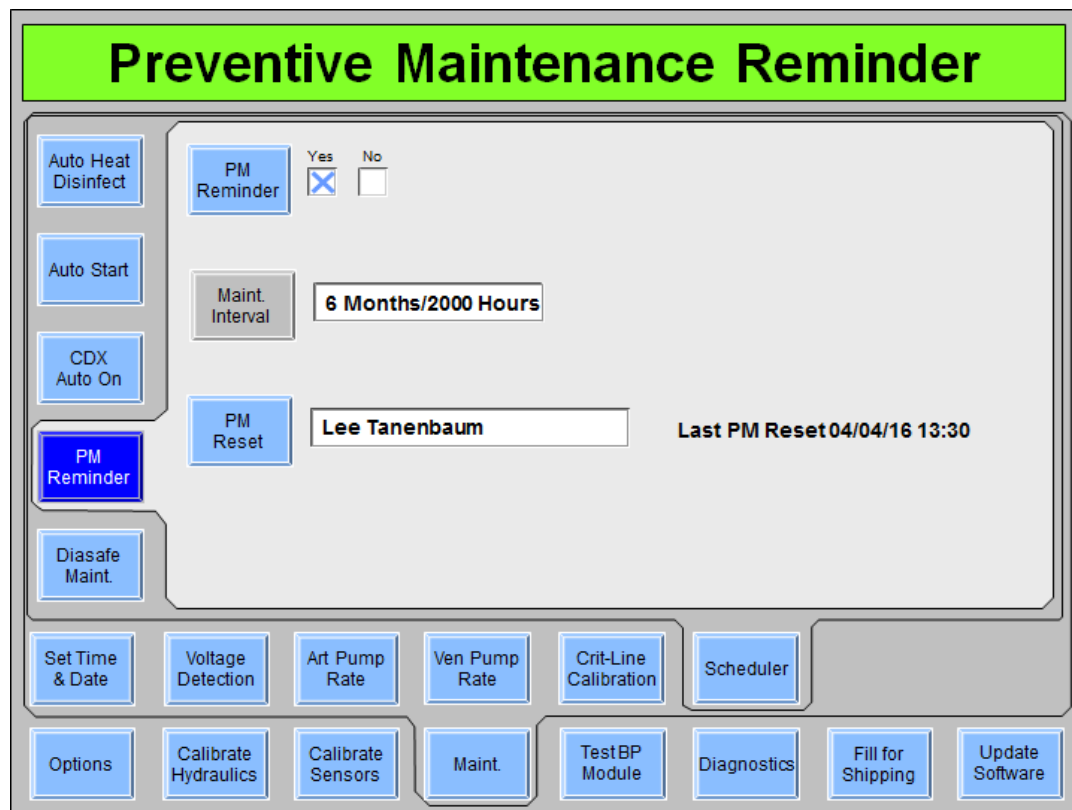 Preventive Maintenance Reminder
Auto Heat
Disinfect
Auto Start
CDX
Auto On
PM
Reminder
Diasafe
Maint.
PM
Reminder
Yes No
Maint.
Interval
6 Months/2000 Hours
PM
Reset
Lee Tanenbaum
Last PM Reset 04/04/16 13:30
Set Time
& Date
Voltage
Detection
Art Pump
Rate
Ven Pump
Rate
Crit-Line
Calibration
Scheduler
Options
Calibrate
Hydraulics
Calibrate
Sensors
Maint.
Test BP
Module
Diagnostics
Fill for
Shipping
Update
Software